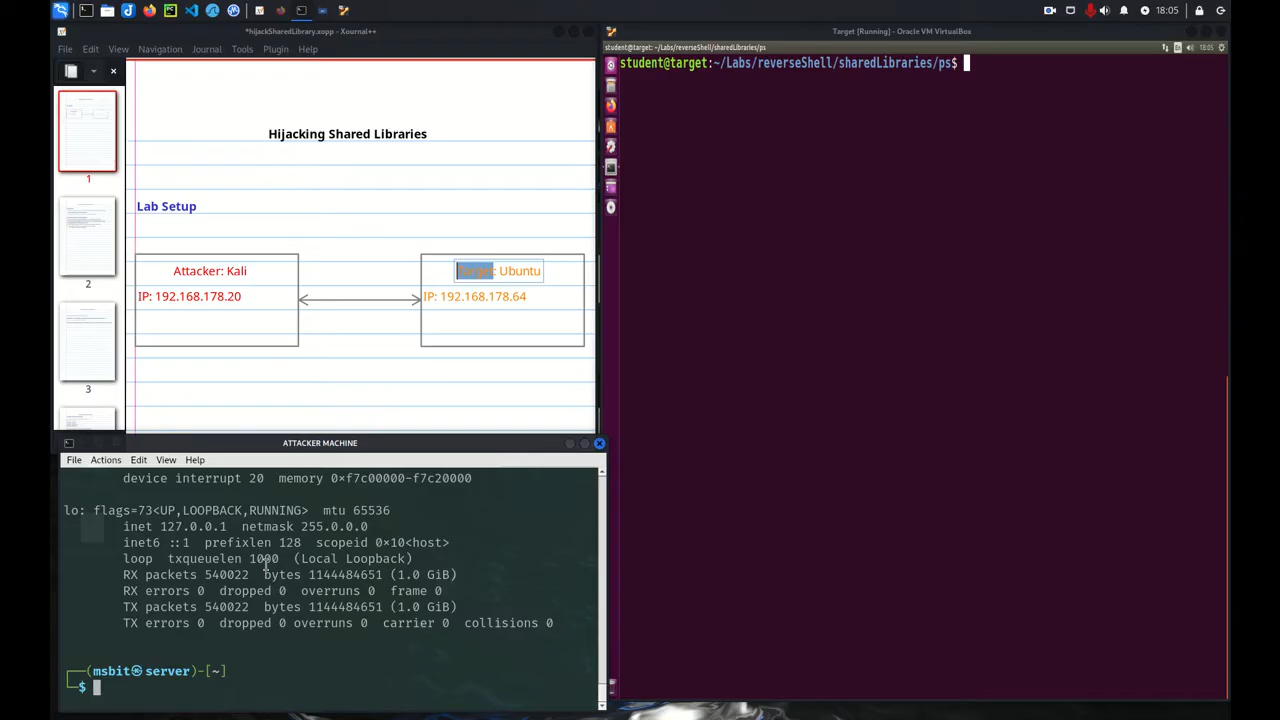 18:05
*hijackSharedLibrary.xopp - Xournal++
File Edit View Navigation Journal Tools Plugin Help
1
2
3
Hijacking Shared Libraries
Lab Setup
Attacker: Kali
IP: 192.168.178.20
Target: Ubuntu
IP: 192.168.178.64
ATTACKER MACHINE
File Actions Edit View Help
device interrupt 20 memory 0×f7c00000-f7c20000
lo: flags=73<UP,LOOPBACK,RUNNING> mtu 65536
inet 127.0.0.1 netmask 255.0.0.0
inet6 ::1 prefixlen 128 scopeid 0×10<host>
loop txqueuelen 1000 (Local Loopback)
RX packets 540022 bytes 1144484651 (1.0 GiB)
RX errors 0 dropped 0 overruns 0 frame 0
TX packets 540022 bytes 1144484651 (1.0 GiB)
TX errors 0 dropped 0 overruns 0 carrier 0 collisions 0
(msbit㉿server)-[~]
$
Target [Running] - Oracle VM VirtualBox
student@target: ~/Labs/reverseShell/sharedLibraries/ps
18:05
student@target:~/Labs/reverseShell/sharedLibraries/ps$